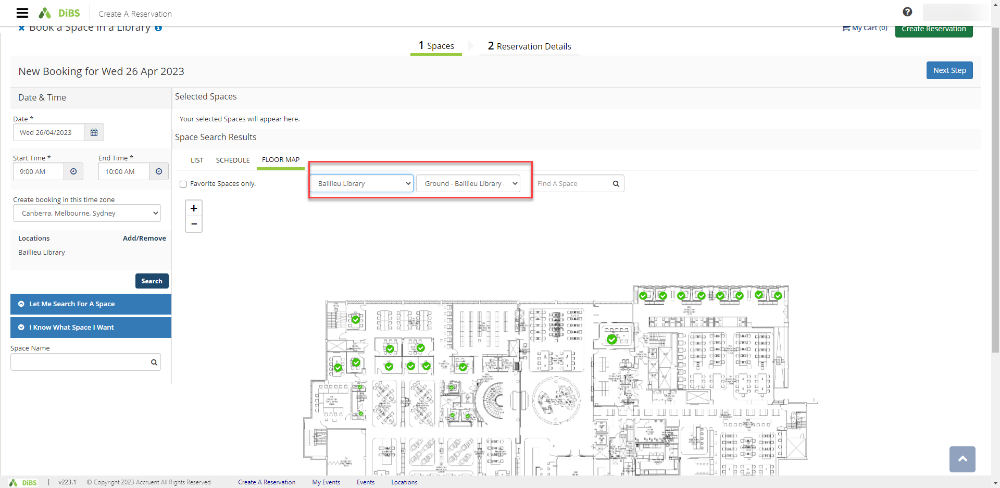 DiBS
Create A Reservation
Book a Space in a Library
My Cart (0)
Create Reservation
1 Spaces
2 Reservation Details
New Booking for Wed 26 Apr 2023
Next Step
Date & Time
Selected Spaces
Date *
Your selected Spaces will appear here.
Wed 26/04/2023
Space Search Results
Start Time *
End Time *
LIST
SCHEDULE
FLOOR MAP
9:00 AM
10:00 AM
Favorite Spaces only.
Baillieu Library
Ground - Baillieu Library -
Find A Space
Create booking in this time zone
Canberra, Melbourne, Sydney
+
−
Locations
Add/Remove
Baillieu Library
Search
Let Me Search For A Space
I Know What Space I Want
Space Name
DiBS
|
v223.1
© Copyright 2023 Accruent All Rights Reserved
Create A Reservation
My Events
Events
Locations